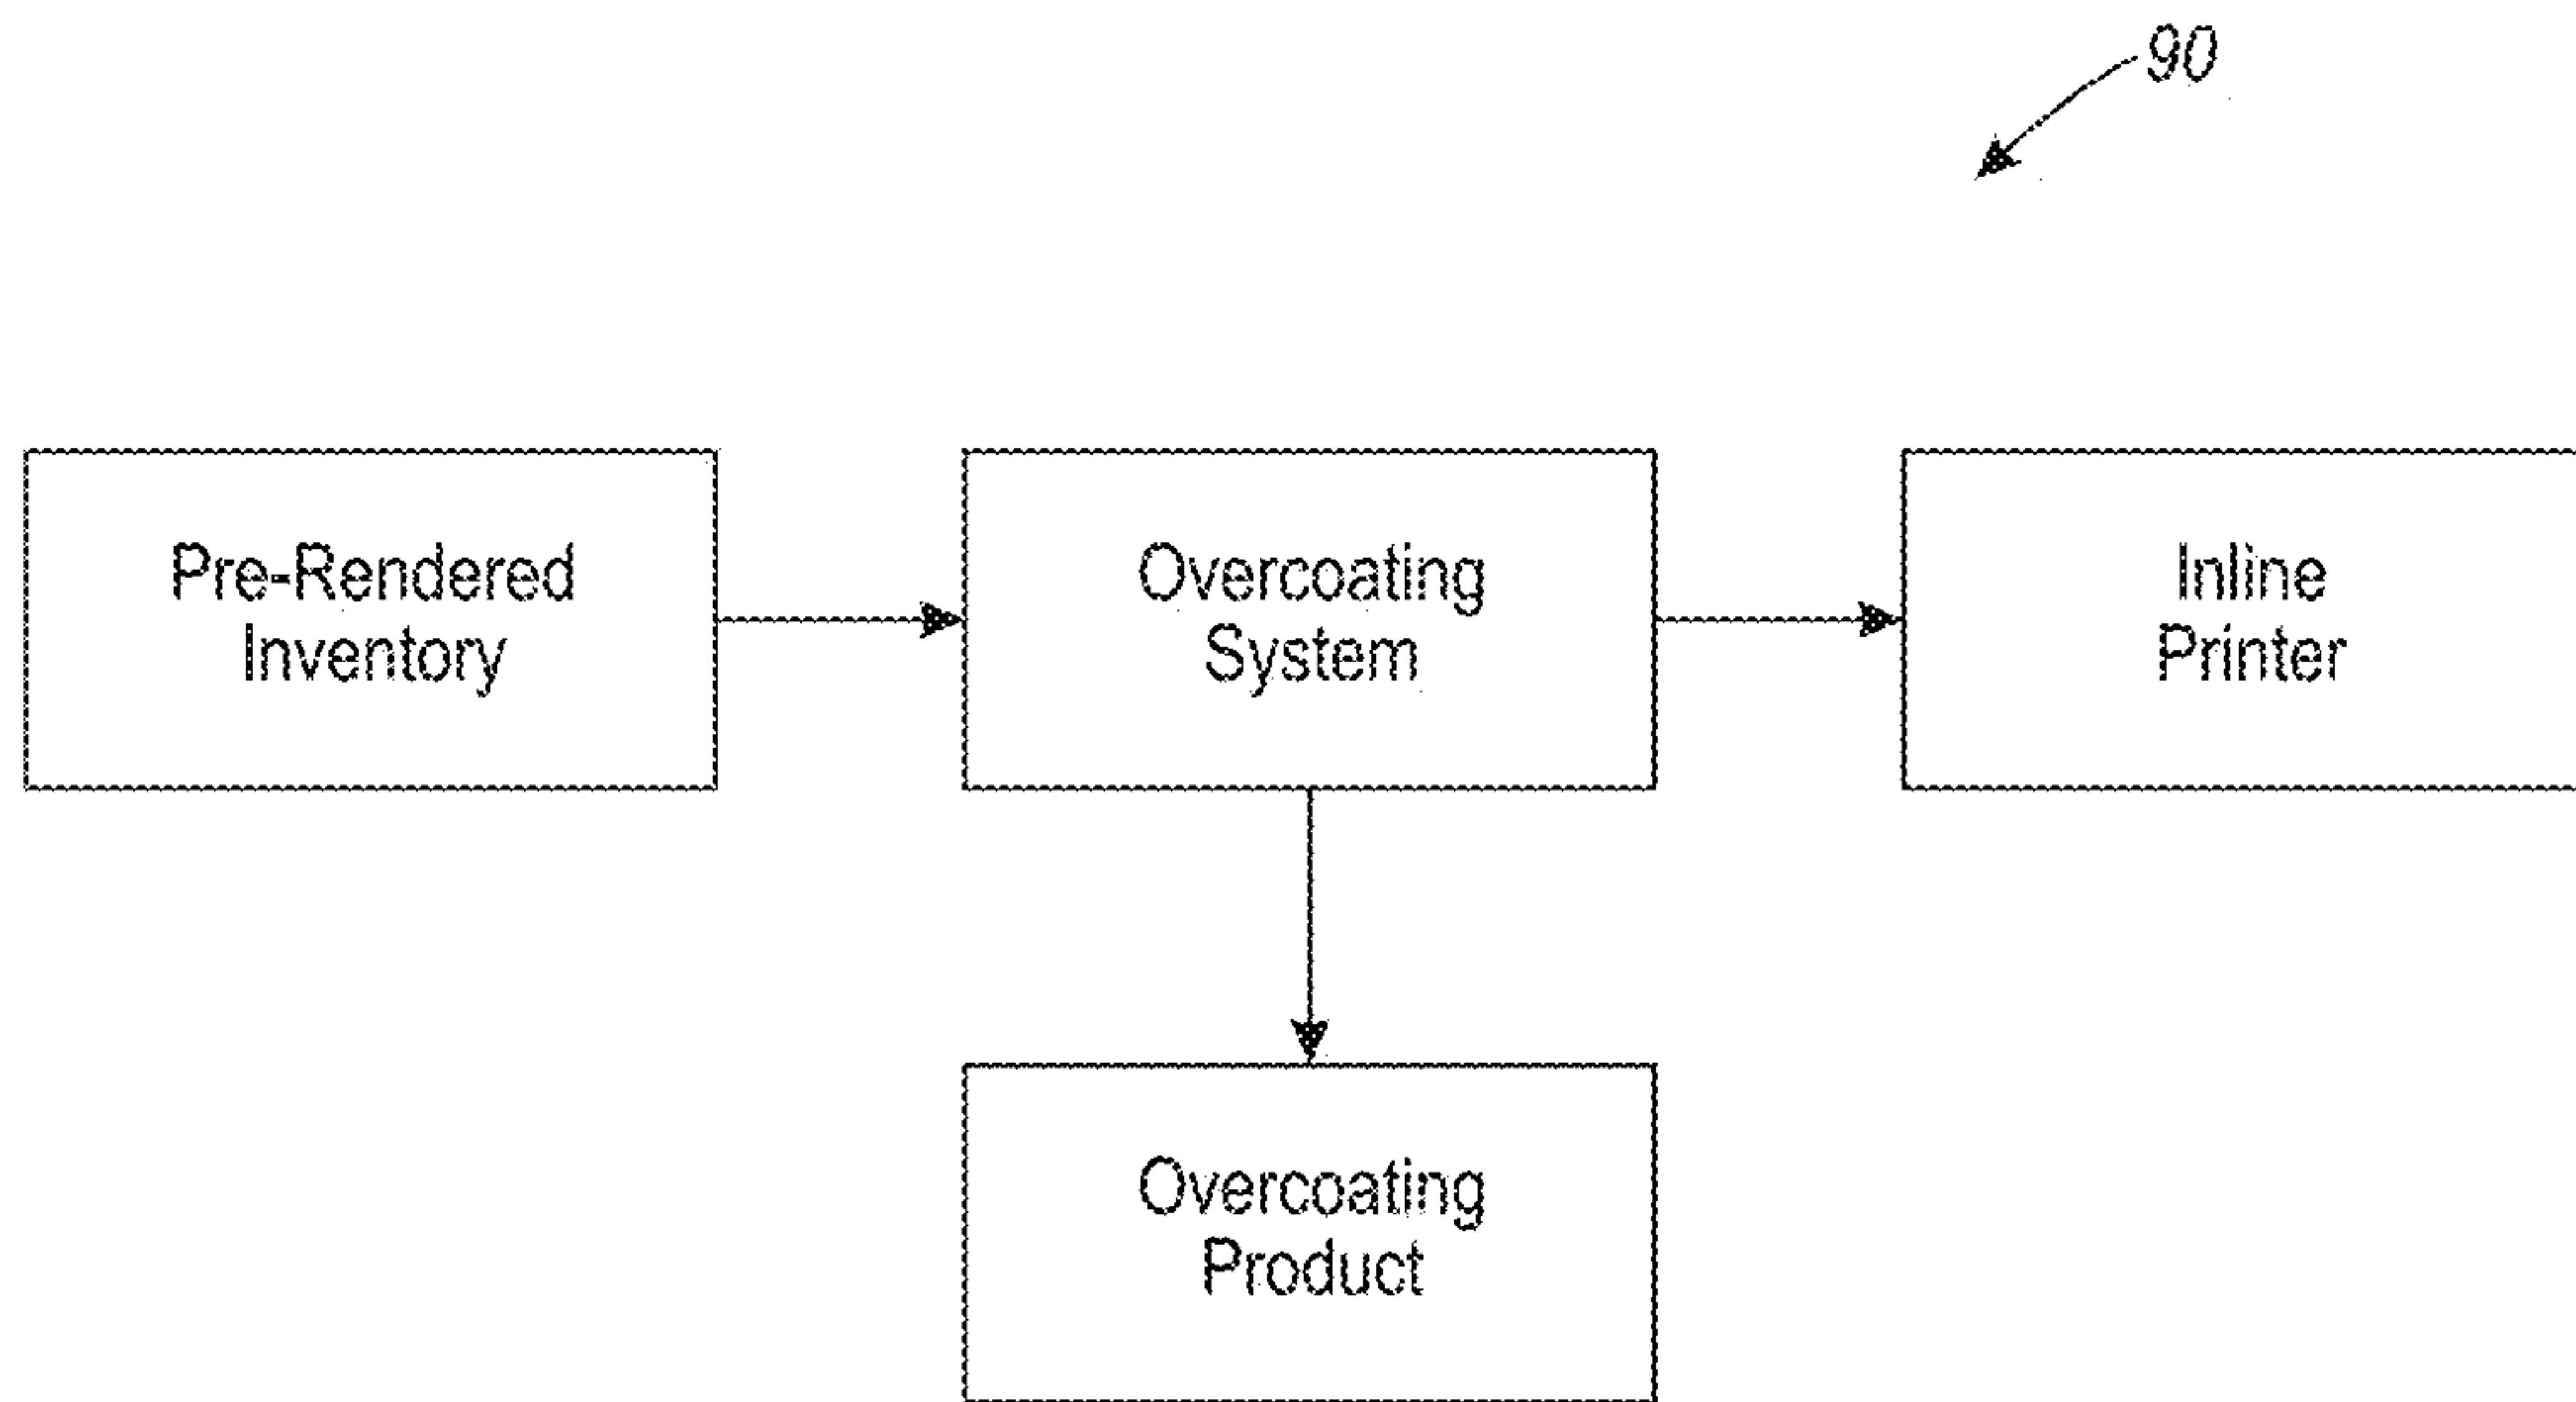 90
Pre-Rendered
Inventory
Overcoating
System
Inline
Printer
Overcoating
Product